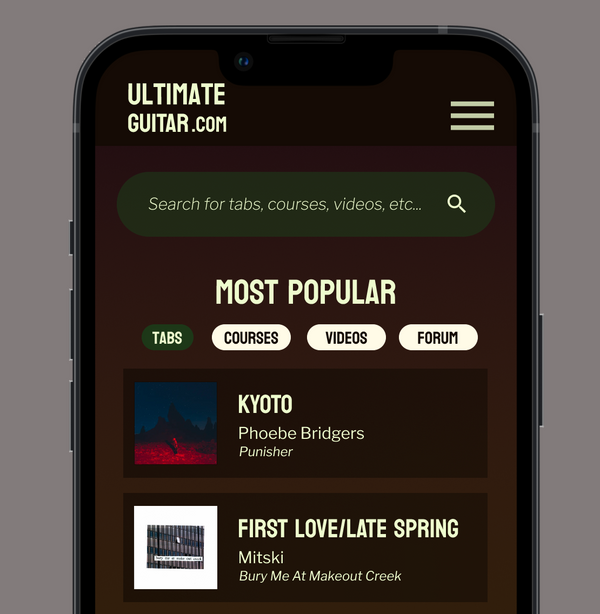 ULTIMATE
GUITAR.COM
Search for tabs, courses, videos, etc...
MOST POPULAR
TABS COURSES VIDEOS FORUM
KYOTO
Phoebe Bridgers
Punisher
FIRST LOVE/LATE SPRING
Mitski
Bury Me At Makeout Creek